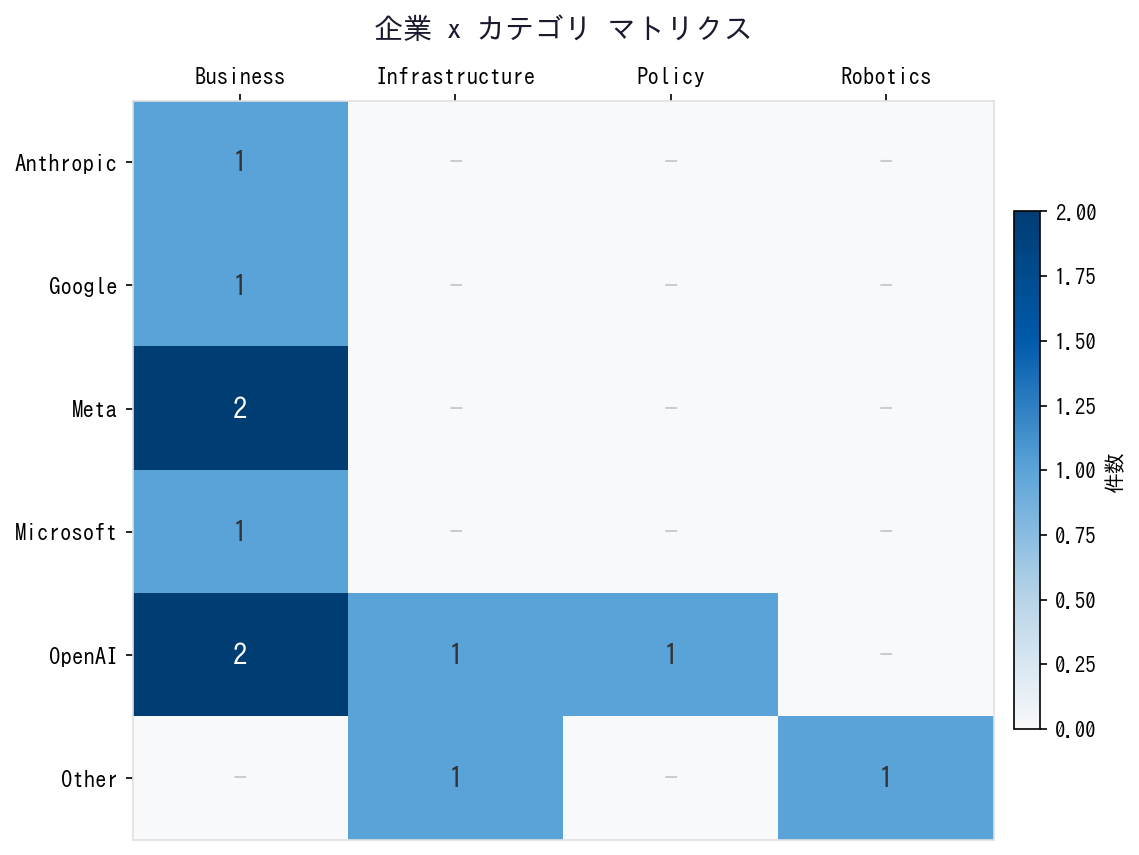 企業 x カテゴリ マトリクス
Business Infrastructure Policy Robotics
Anthropic 1 — — —
Google 1 — — —
Meta 2 — — —
Microsoft 1 — — —
OpenAI 2 1 1 —
Other — 1 — 1
2.00
1.75
1.50
1.25
1.00
0.75
0.50
0.25
0.00
件数